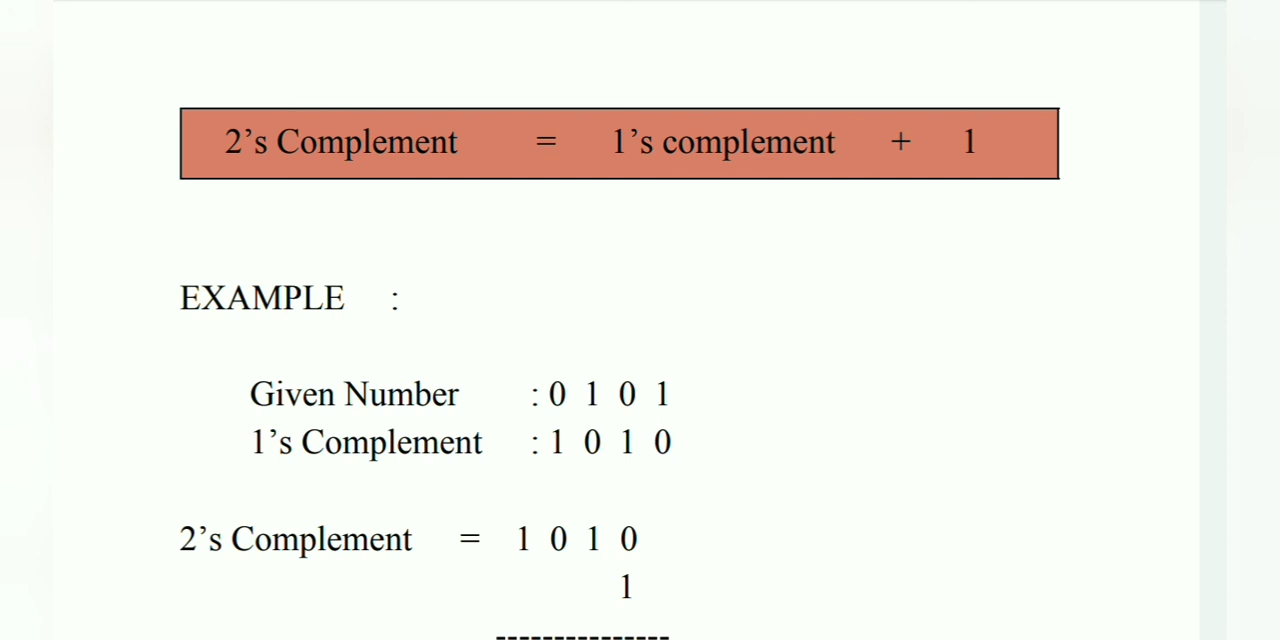 2’s Complement = 1’s complement + 1
EXAMPLE :
Given Number : 0 1 0 1
1’s Complement : 1 0 1 0
2’s Complement = 1 0 1 0
1
---------------